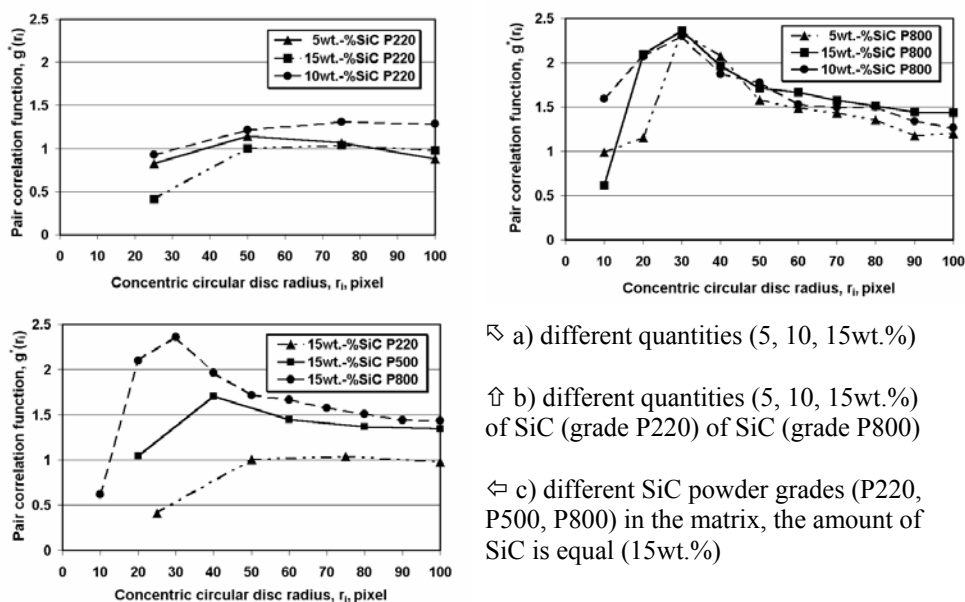 Pair correlation function, g*(rᵢ)
2.5
2
1.5
1
0.5
0
5wt.-%SiC P220
15wt.-%SiC P220
10wt.-%SiC P220
0 10 20 30 40 50 60 70 80 90 100
Concentric circular disc radius, rᵢ, pixel
Pair correlation function, g*(rᵢ)
2.5
2
1.5
1
0.5
0
5wt.-%SiC P800
15wt.-%SiC P800
10wt.-%SiC P800
0 10 20 30 40 50 60 70 80 90 100
Concentric circular disc radius, rᵢ, pixel
Pair correlation function, g*(rᵢ)
2.5
2
1.5
1
0.5
0
15wt.-%SiC P220
15wt.-%SiC P500
15wt.-%SiC P800
0 10 20 30 40 50 60 70 80 90 100
Concentric circular disc radius, rᵢ, pixel
⇖ a) different quantities (5, 10, 15wt.%)
⇧ b) different quantities (5, 10, 15wt.%)
of SiC (grade P220) of SiC (grade P800)
⇦ c) different SiC powder grades (P220,
P500, P800) in the matrix, the amount of
SiC is equal (15wt.%)